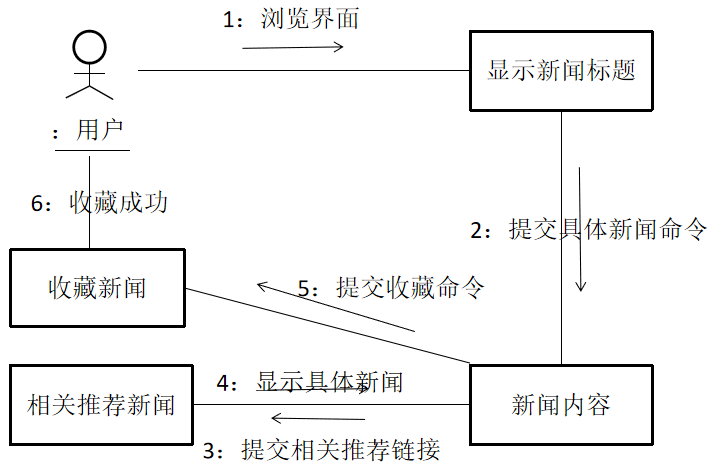 1：浏览界面
显示新闻标题
：用户
6：收藏成功
2：提交具体新闻命令
收藏新闻
5：提交收藏命令
相关推荐新闻
4：显示具体新闻
新闻内容
3：提交相关推荐链接